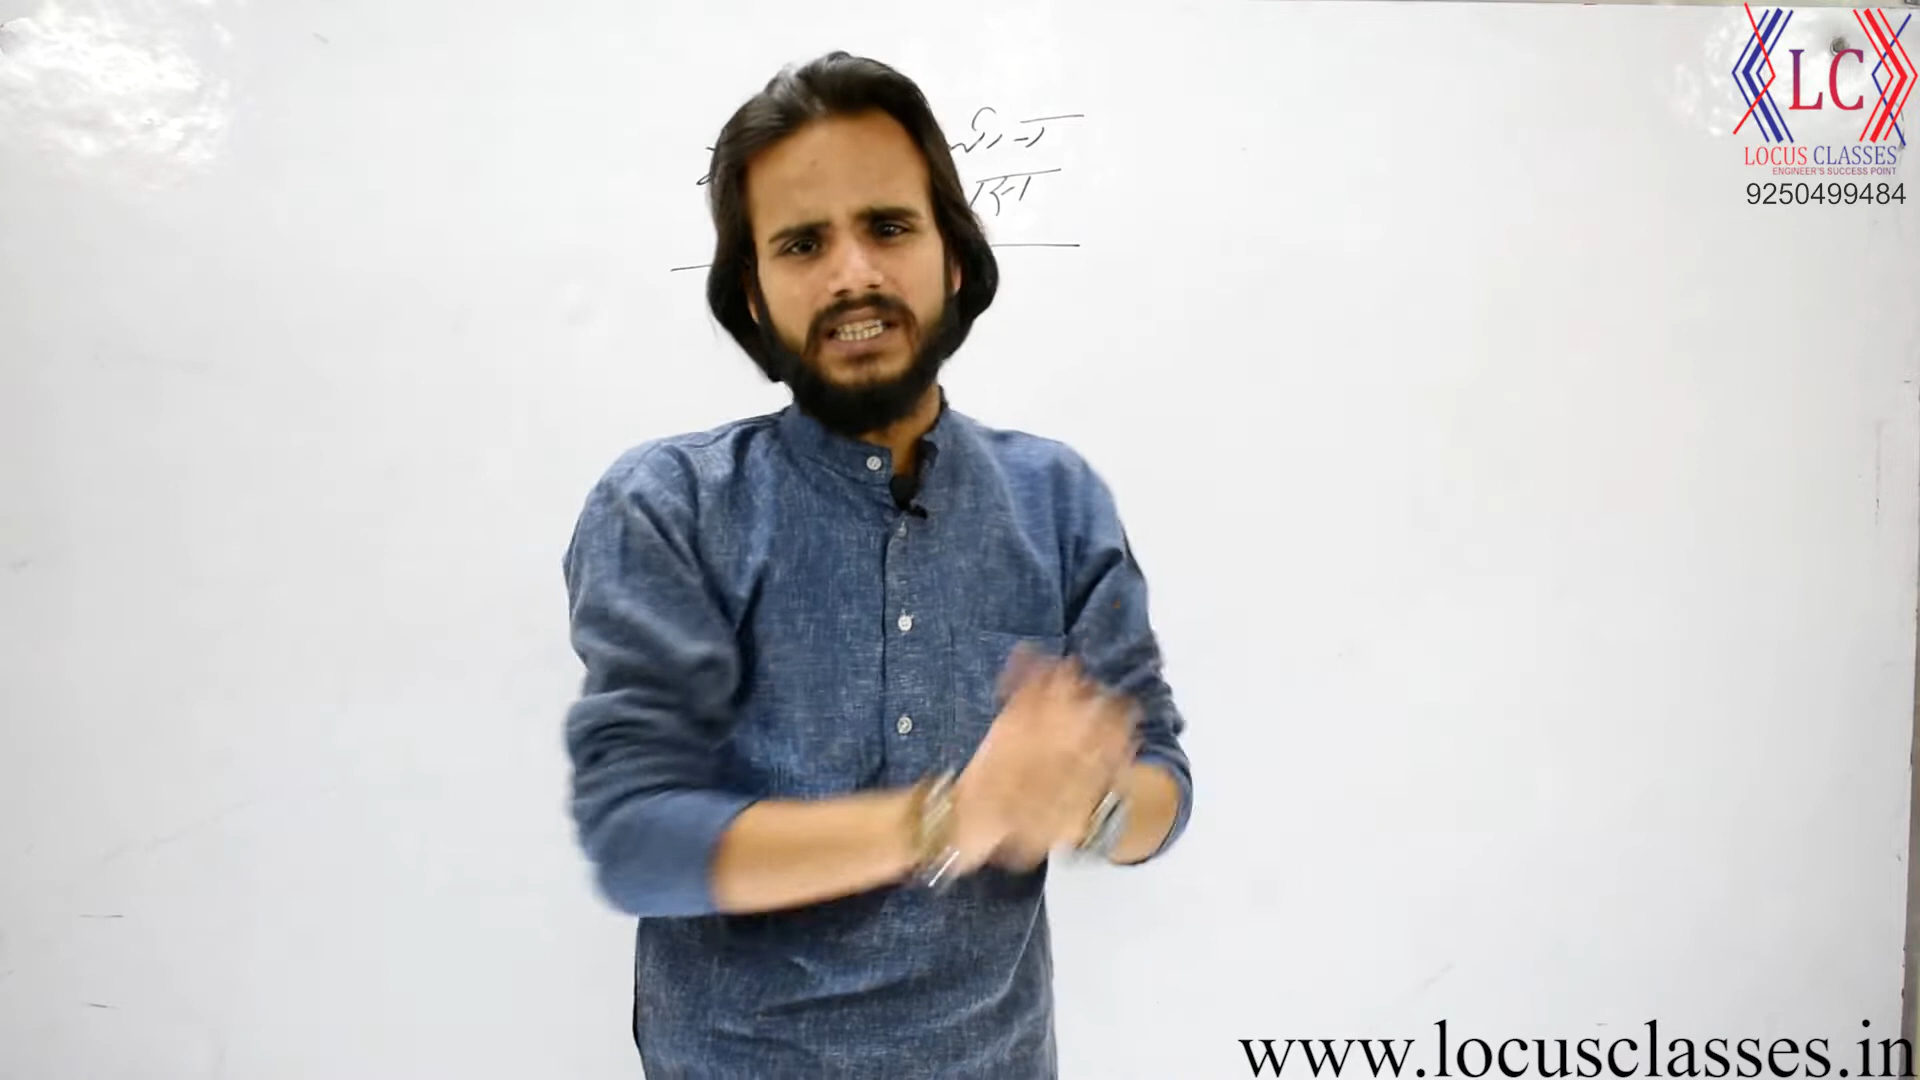 LC
LOCUS CLASSES
ENGINEER'S SUCCESS POINT
9250499484
www.locusclasses.in